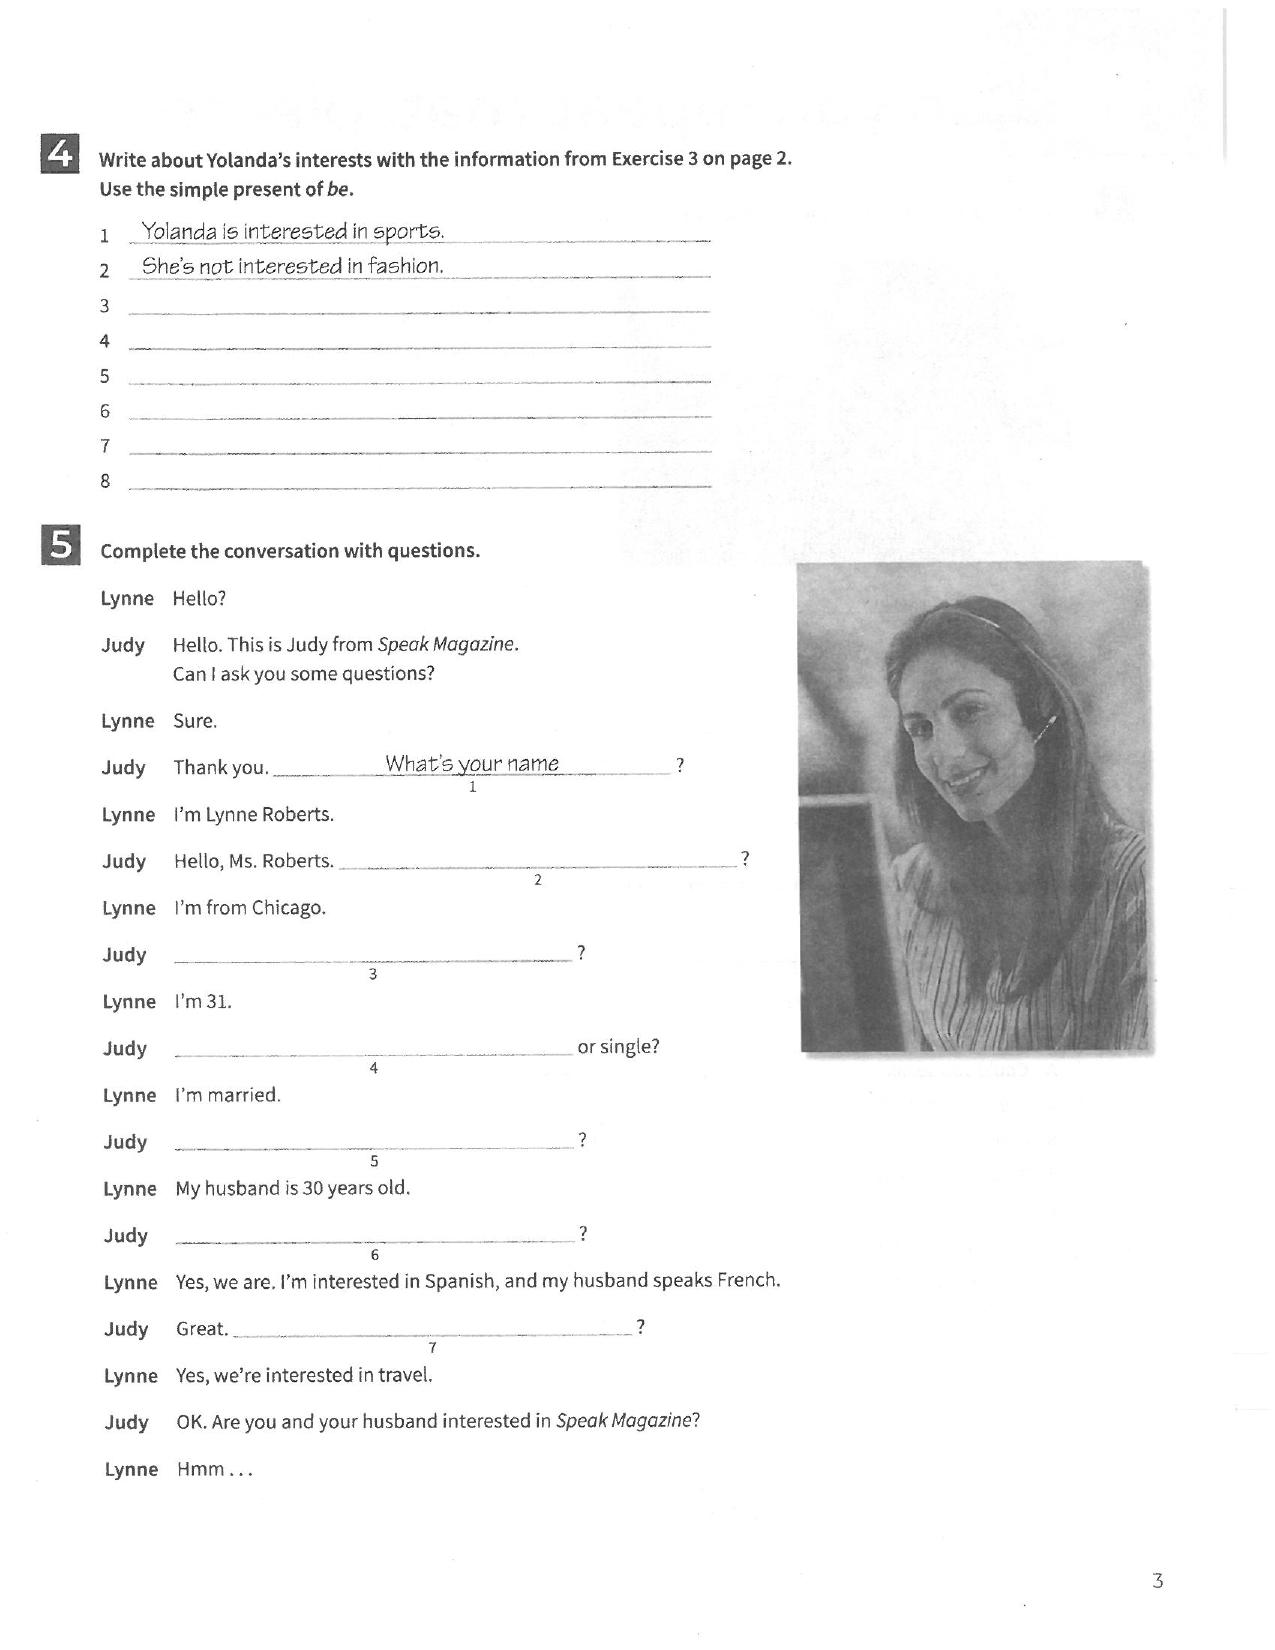 4 Write about Yolanda's interests with the information from Exercise 3 on page 2.
Use the simple present of be.
1 Yolanda is interested in sports.
2 She's not interested in fashion.
3
4
5
6
7
8
5 Complete the conversation with questions.
Lynne Hello?
Judy Hello. This is Judy from Speak Magazine.
Can I ask you some questions?
Lynne Sure.
Judy Thank you. What's your name ?
1
Lynne I'm Lynne Roberts.
Judy Hello, Ms. Roberts. ?
2
Lynne I'm from Chicago.
Judy ?
3
Lynne I'm 31.
Judy or single?
4
Lynne I'm married.
Judy ?
5
Lynne My husband is 30 years old.
Judy ?
6
Lynne Yes, we are. I'm interested in Spanish, and my husband speaks French.
Judy Great. ?
7
Lynne Yes, we're interested in travel.
Judy OK. Are you and your husband interested in Speak Magazine?
Lynne Hmm . . .
3